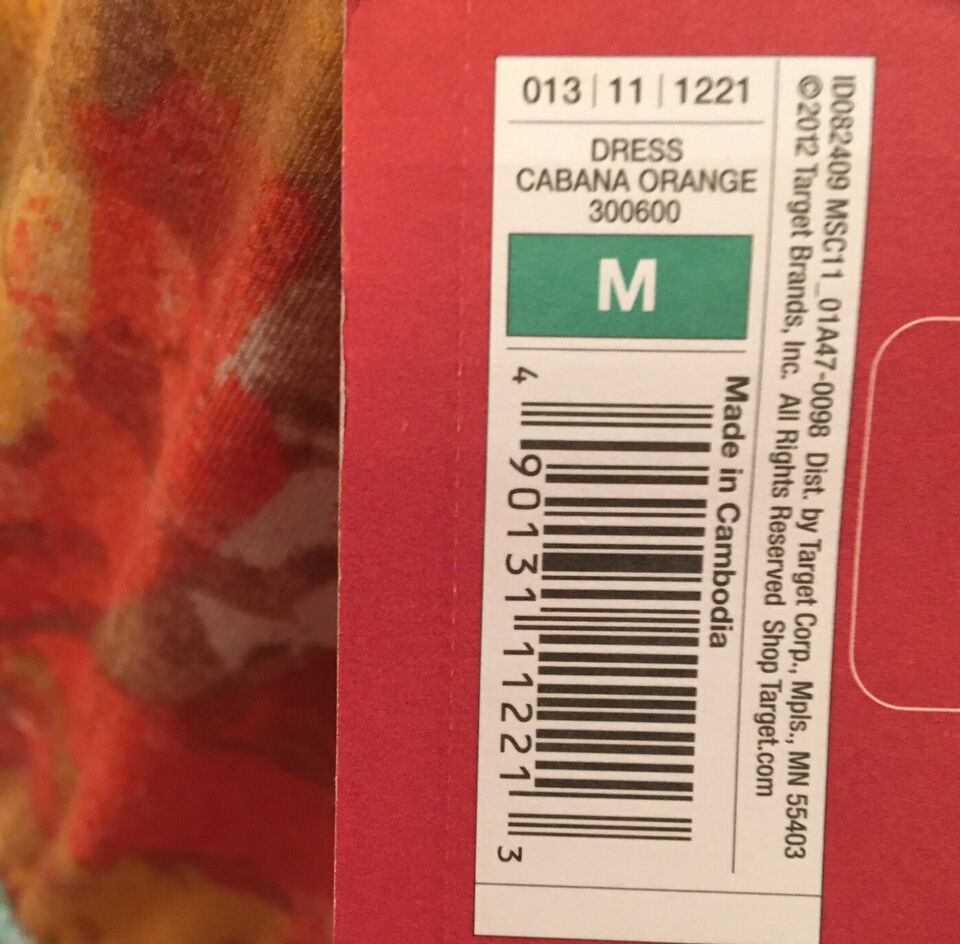 013 | 11 | 1221
DRESS
CABANA ORANGE
300600
M
Made in Cambodia
4 90131 11221 3
ID082409 MSC11_01A47-0098 Dist. by Target Corp., Mpls., MN 55403
©2012 Target Brands, Inc. All Rights Reserved Shop Target.com